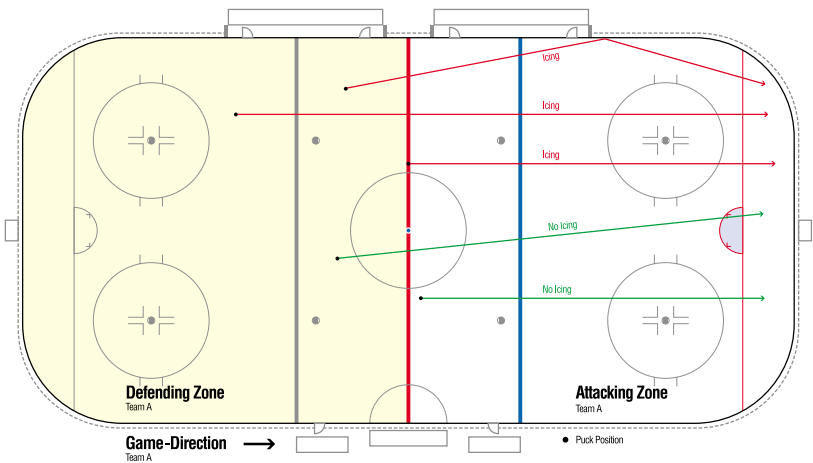 Icing
Icing
Icing
No Icing
No Icing
Defending Zone
Team A
Attacking Zone
Team A
Game-Direction
Team A
Puck Position